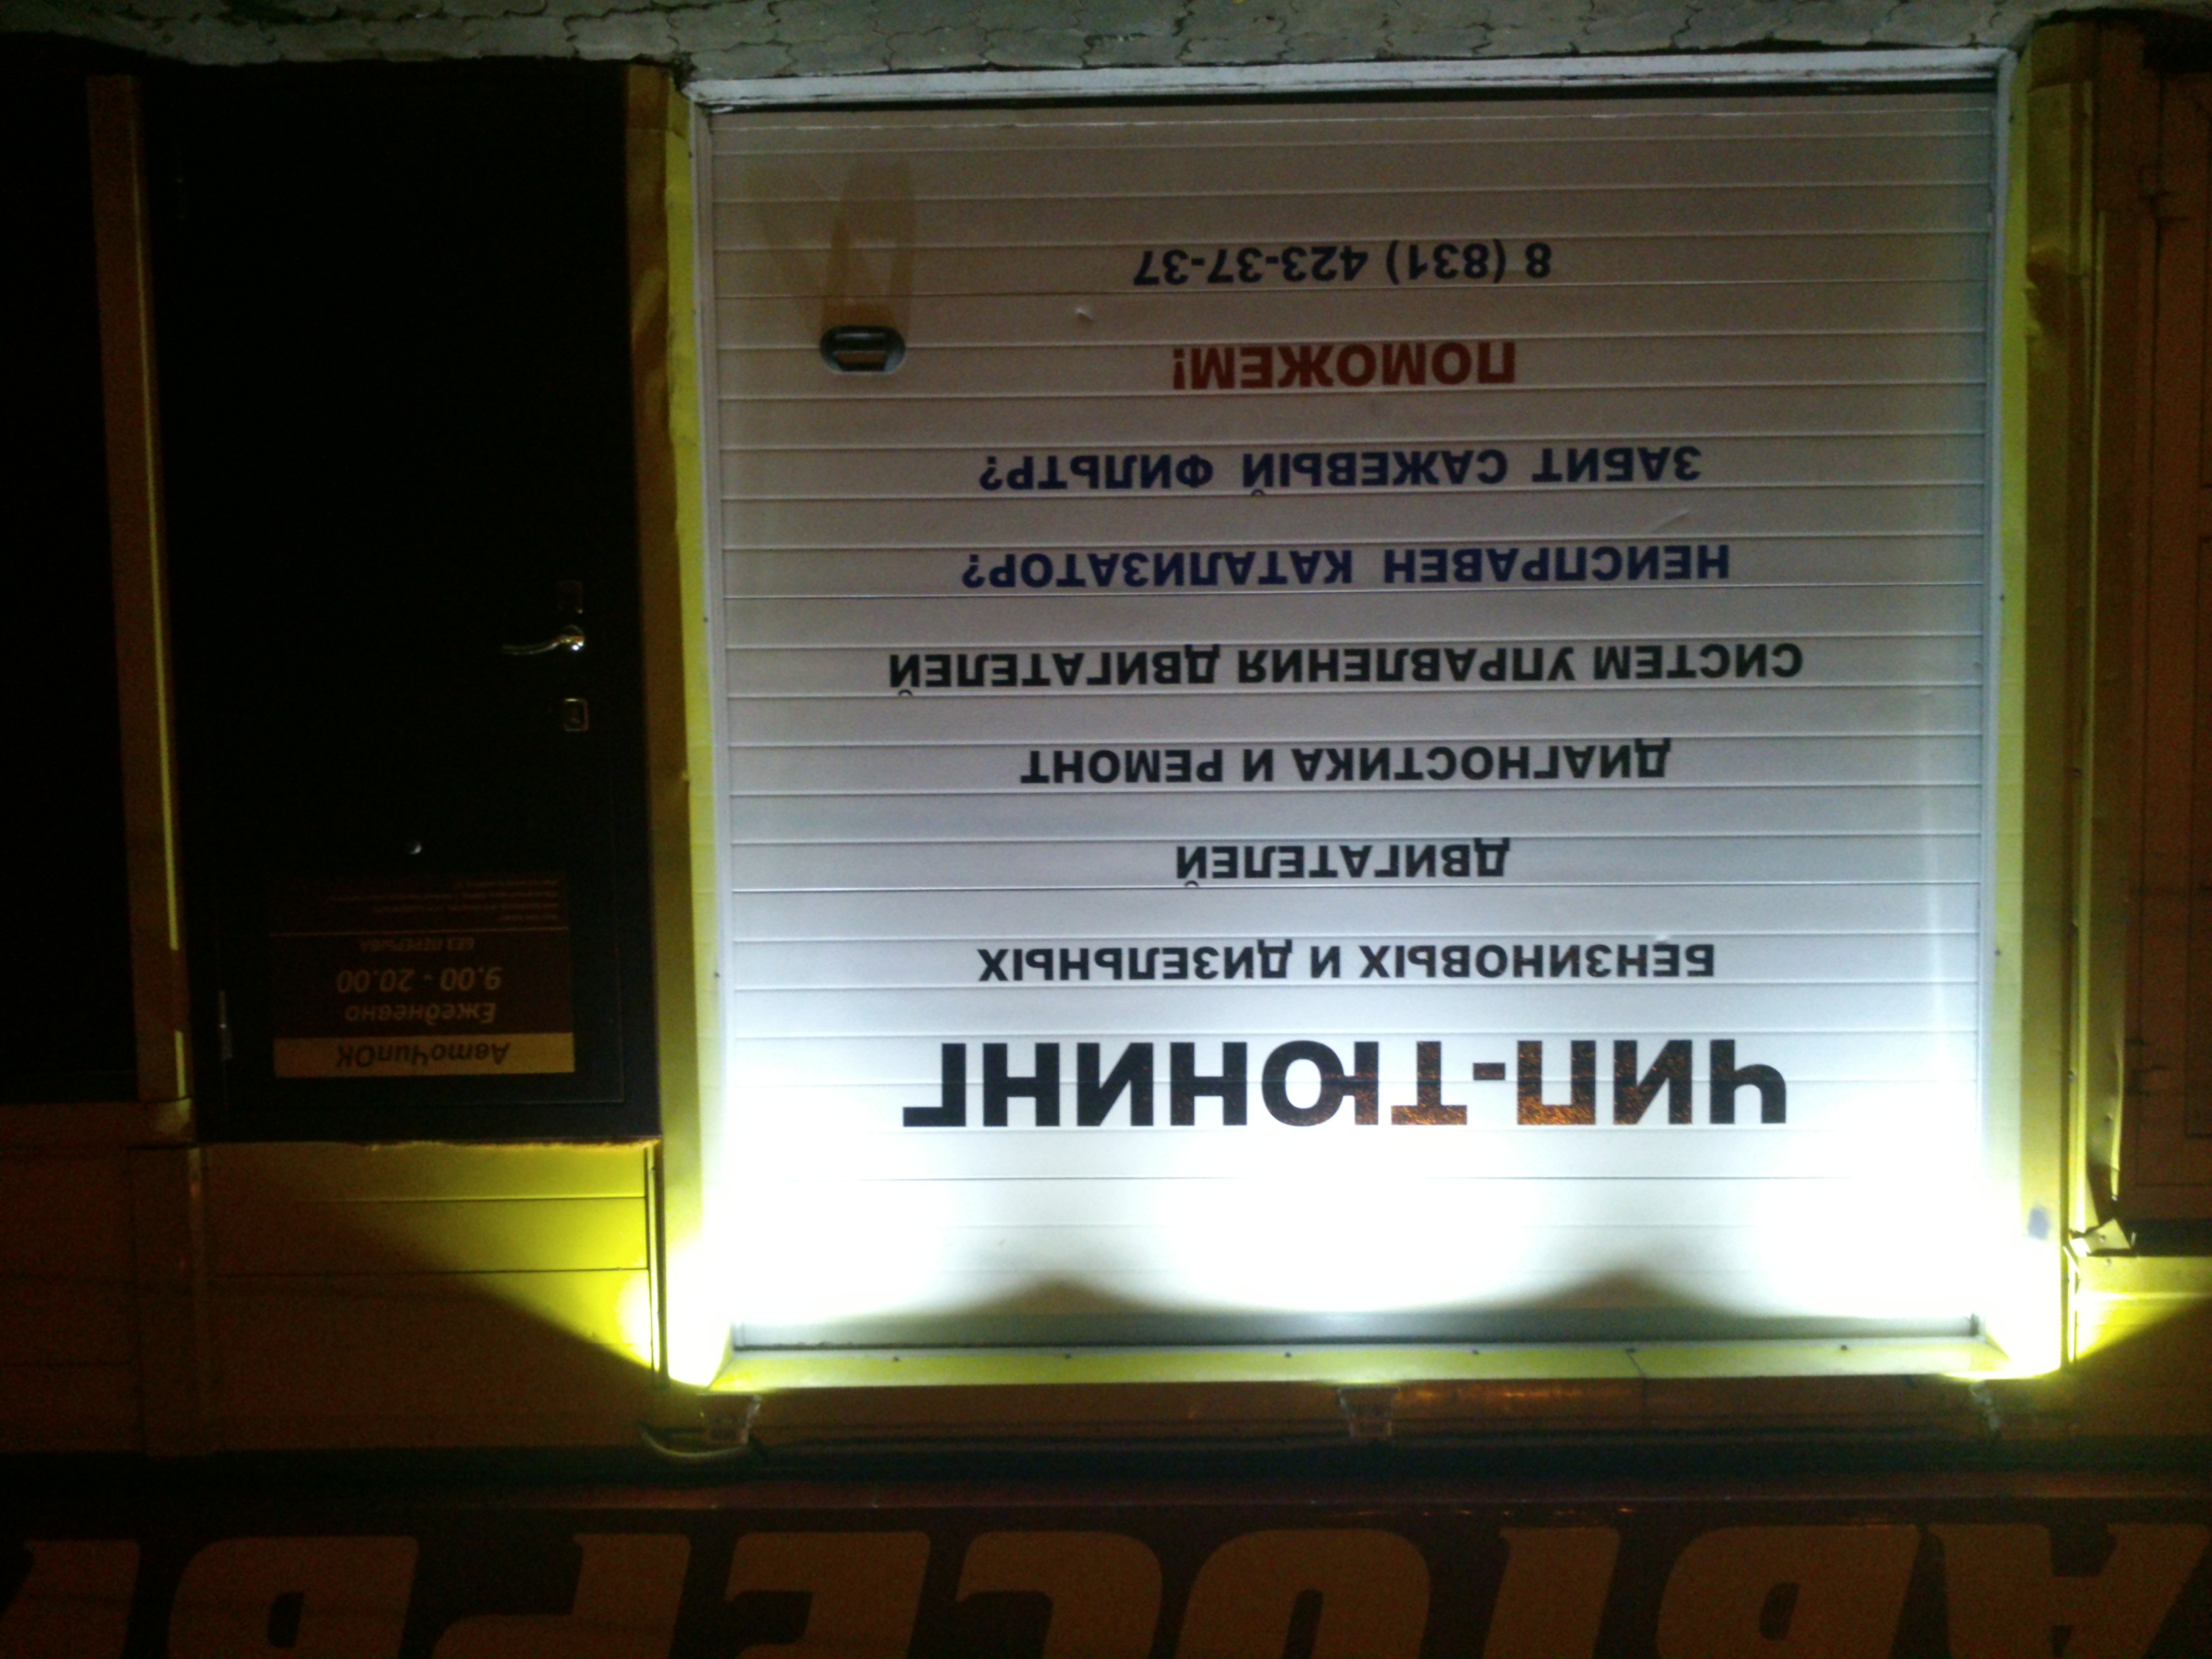 АВТОСЕРВИ
ЧИП-ТЮНИНГ
БЕНЗИНОВЫХ И ДИЗЕЛЬНЫХ
ДВИГАТЕЛЕЙ
ДИАГНОСТИКА И РЕМОНТ
СИСТЕМ УПРАВЛЕНИЯ ДВИГАТЕЛЕЙ
НЕИСПРАВЕН КАТАЛИЗАТОР?
ЗАБИТ САЖЕВЫЙ ФИЛЬТР?
ПОМОЖЕМ!
8 (831) 423-37-37
АвтоЧипОК
Ежедневно
9.00 - 20.00
БЕЗ ПЕРЕРЫВА